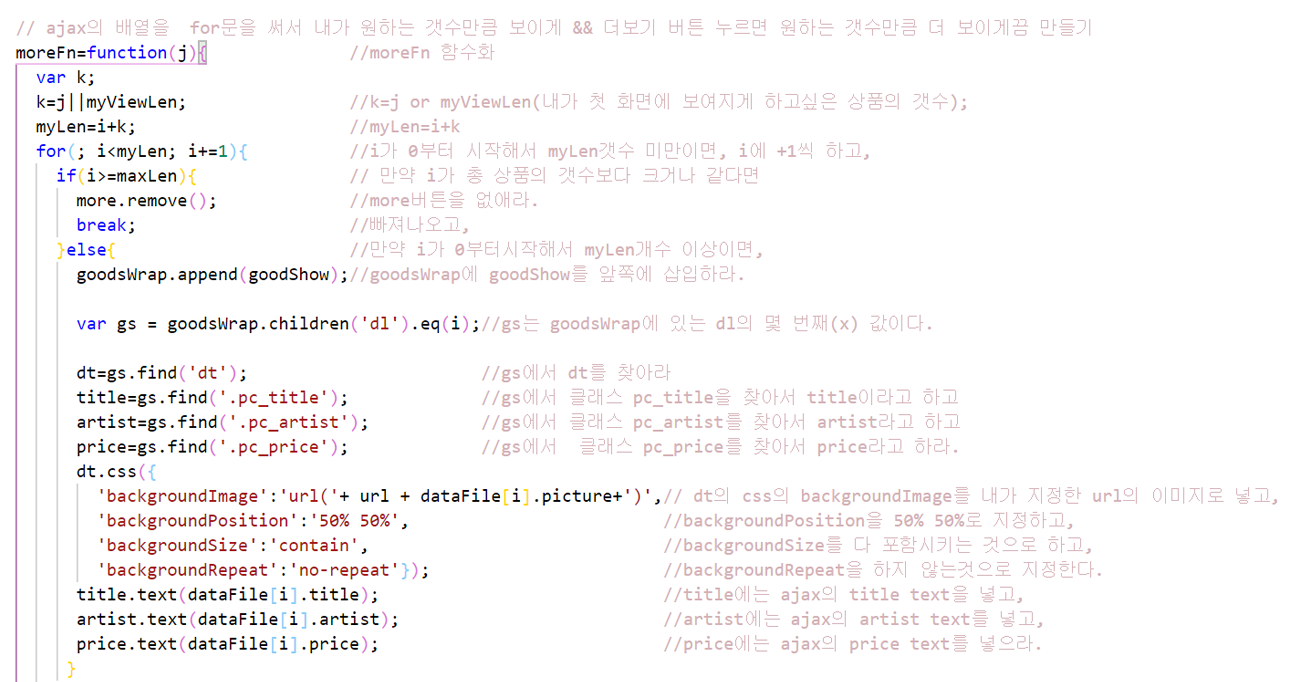 // ajax의 배열을  for문을 써서 내가 원하는 갯수만큼 보이게 && 더보기 버튼 누르면 원하는 갯수만큼 더 보이게끔 만들기
moreFn=function(j){ //moreFn 함수화
var k;
k=j||myViewLen; //k=j or myViewLen(내가 첫 화면에 보여지게 하고싶은 상품의 갯수);
myLen=i+k; //myLen=i+k
for(; i<myLen; i+=1){ //i가 0부터 시작해서 myLen갯수 미만이면, i에 +1씩 하고,
if(i>=maxLen){ // 만약 i가 총 상품의 갯수보다 크거나 같다면
more.remove(); //more버튼을 없애라.
break; //빠져나오고,
}else{ //만약 i가 0부터시작해서 myLen개수 이상이면,
goodsWrap.append(goodShow);//goodsWrap에 goodShow를 앞쪽에 삽입하라.
var gs = goodsWrap.children('dl').eq(i);//gs는 goodsWrap에 있는 dl의 몇 번째(x) 값이다.
dt=gs.find('dt'); //gs에서 dt를 찾아라
title=gs.find('.pc_title'); //gs에서 클래스 pc_title을 찾아서 title이라고 하고
artist=gs.find('.pc_artist'); //gs에서 클래스 pc_artist를 찾아서 artist라고 하고
price=gs.find('.pc_price'); //gs에서  클래스 pc_price를 찾아서 price라고 하라.
dt.css({
'backgroundImage':'url('+ url + dataFile[i].picture+')',// dt의 css의 backgroundImage를 내가 지정한 url의 이미지로 넣고,
'backgroundPosition':'50% 50%', //backgroundPosition을 50% 50%로 지정하고,
'backgroundSize':'contain', //backgroundSize를 다 포함시키는 것으로 하고,
'backgroundRepeat':'no-repeat'}); //backgroundRepeat을 하지 않는것으로 지정한다.
title.text(dataFile[i].title); //title에는 ajax의 title text을 넣고,
artist.text(dataFile[i].artist); //artist에는 ajax의 artist text를 넣고,
price.text(dataFile[i].price); //price에는 ajax의 price text를 넣으라.
}